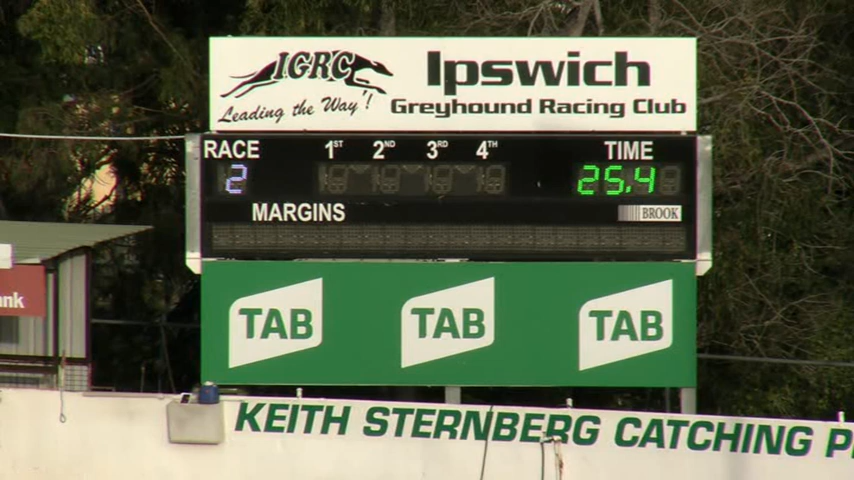 IGRC
Leading the Way!
Ipswich
Greyhound Racing Club
RACE 1ST 2ND 3RD 4TH TIME
2 25.4
MARGINS BROOK
TAB TAB TAB
nk
KEITH STERNBERG CATCHING P